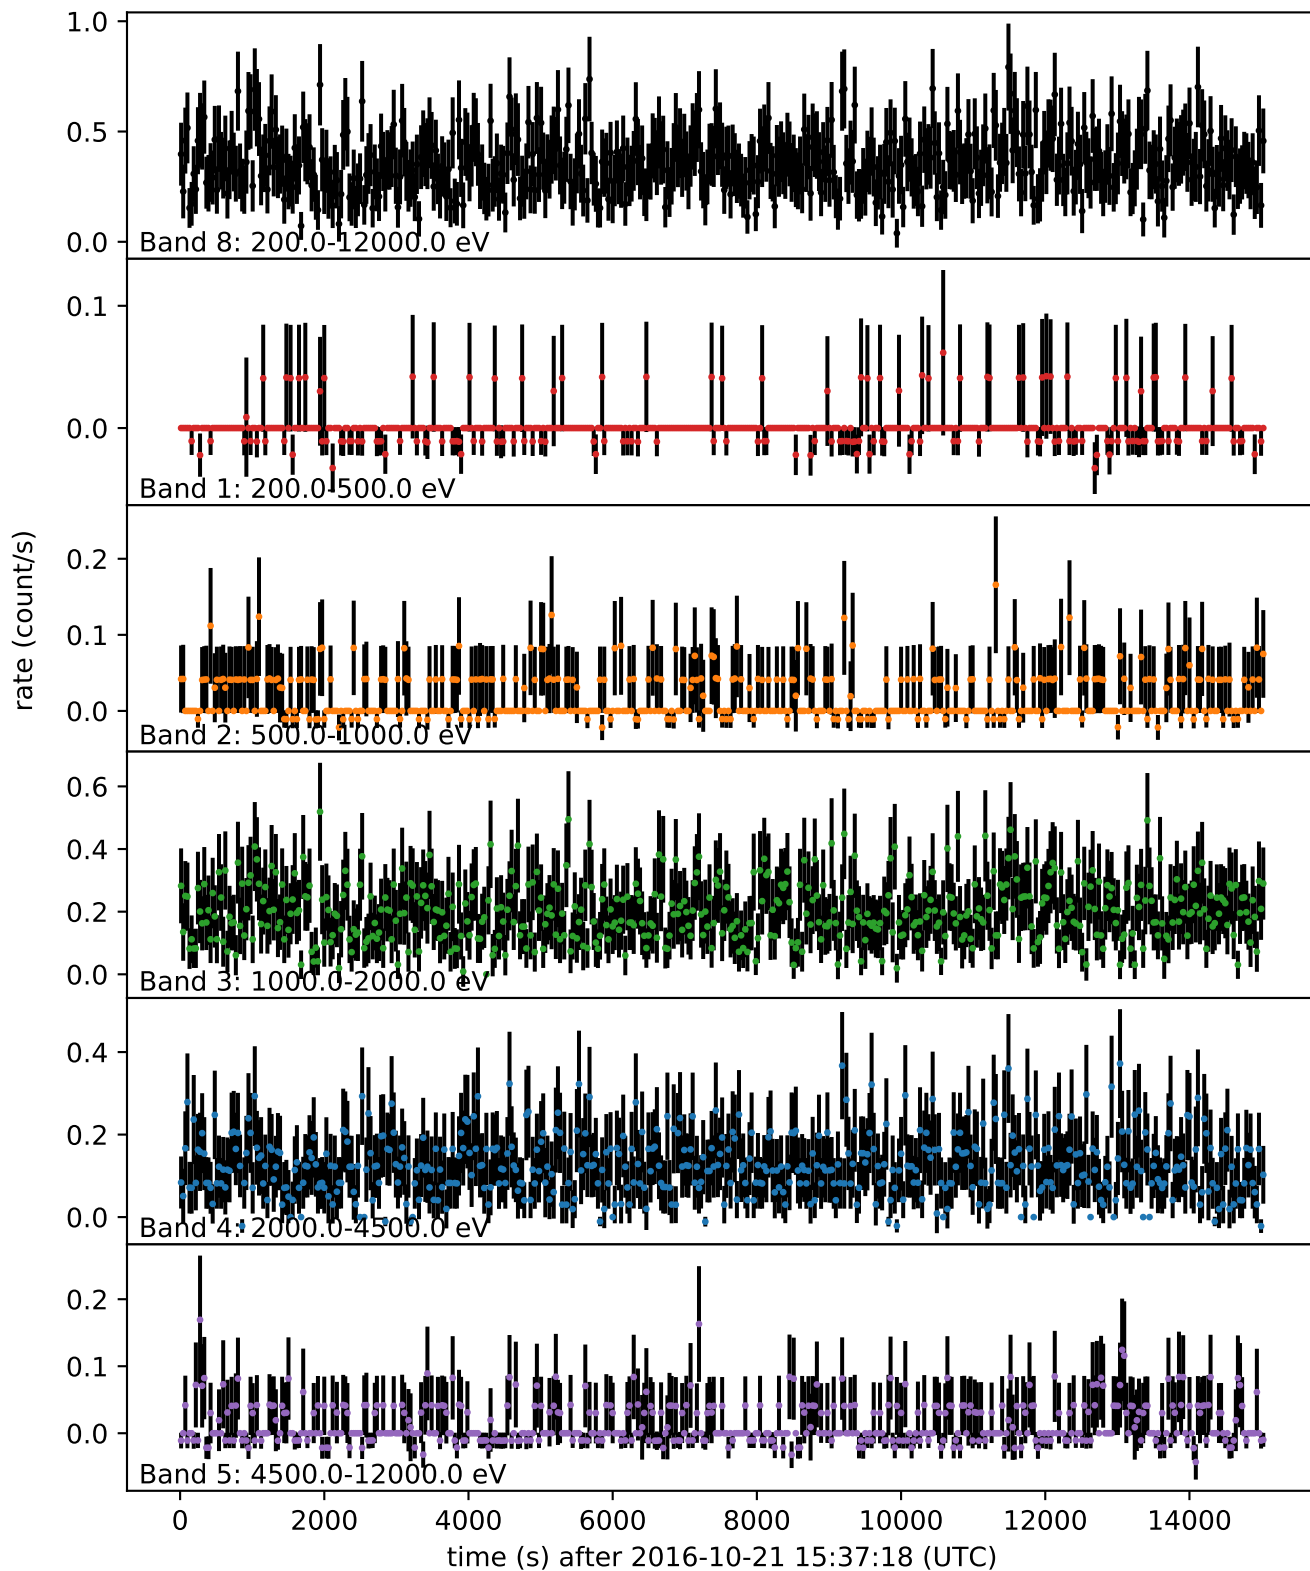 1.0
0.5
0.0
Band 8: 200.0-12000.0 eV
0.1
0.0
Band 1: 200.0-500.0 eV
0.2
0.1
0.0
Band 2: 500.0-1000.0 eV
rate (count/s)
0.6
0.4
0.2
0.0
Band 3: 1000.0-2000.0 eV
0.4
0.2
0.0
Band 4: 2000.0-4500.0 eV
0.2
0.1
0.0
Band 5: 4500.0-12000.0 eV
0 2000 4000 6000 8000 10000 12000 14000
time (s) after 2016-10-21 15:37:18 (UTC)